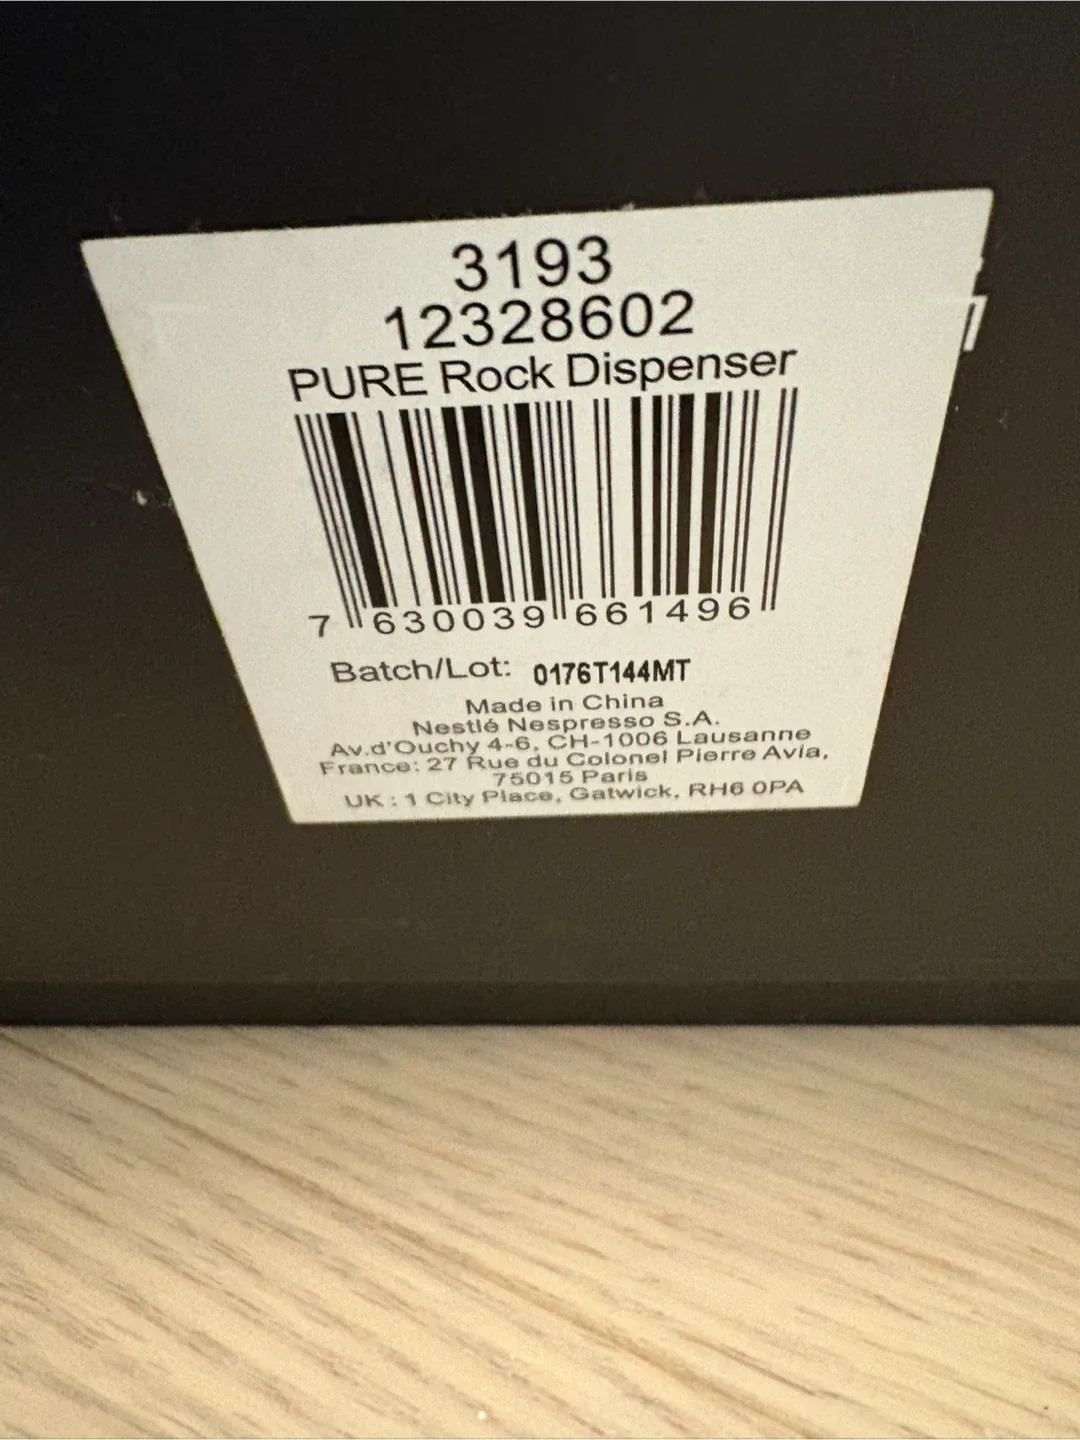 3193
12328602
PURE Rock Dispenser
7 630039 661496
Batch/Lot: 0176T144MT
Made in China
Nestlé Nespresso S.A.
Av.d'Ouchy 4-6, CH-1006 Lausanne
France: 27 Rue du Colonel Pierre Avia,
75015 Paris
UK : 1 City Place, Gatwick, RH6 0PA